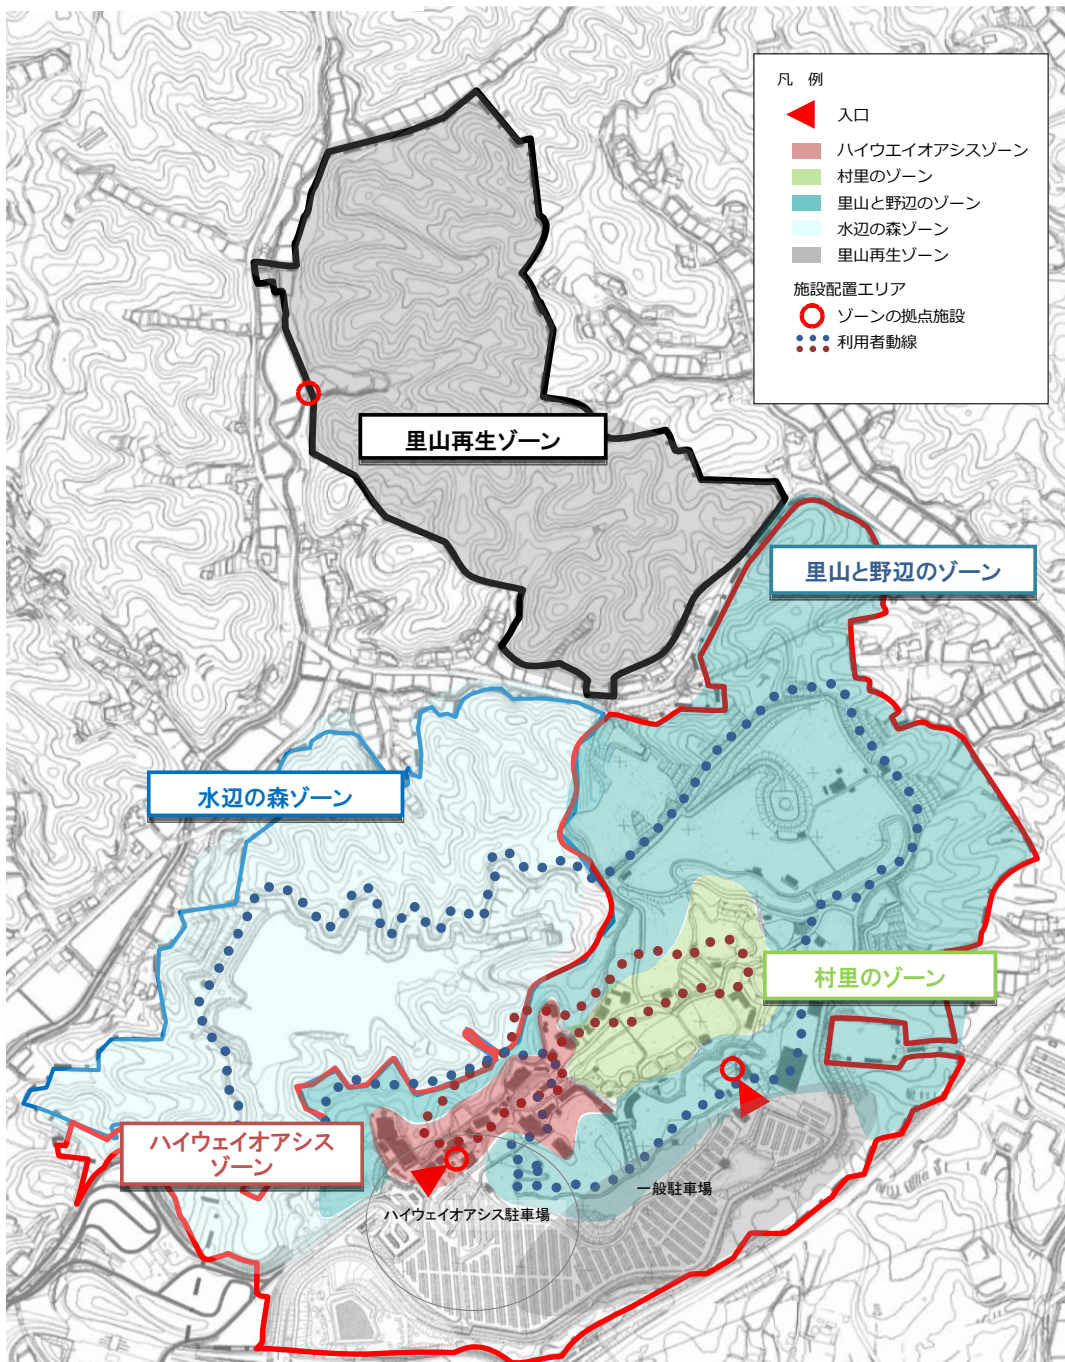 凡　例
入口
ハイウエイオアシスゾーン
村里のゾーン
里山と野辺のゾーン
水辺の森ゾーン
里山再生ゾーン
施設配置エリア
ゾーンの拠点施設
利用者動線
里山再生ゾーン
里山と野辺のゾーン
水辺の森ゾーン
村里のゾーン
ハイウェイオアシス
ゾーン
一般駐車場
ハイウェイオアシス駐車場